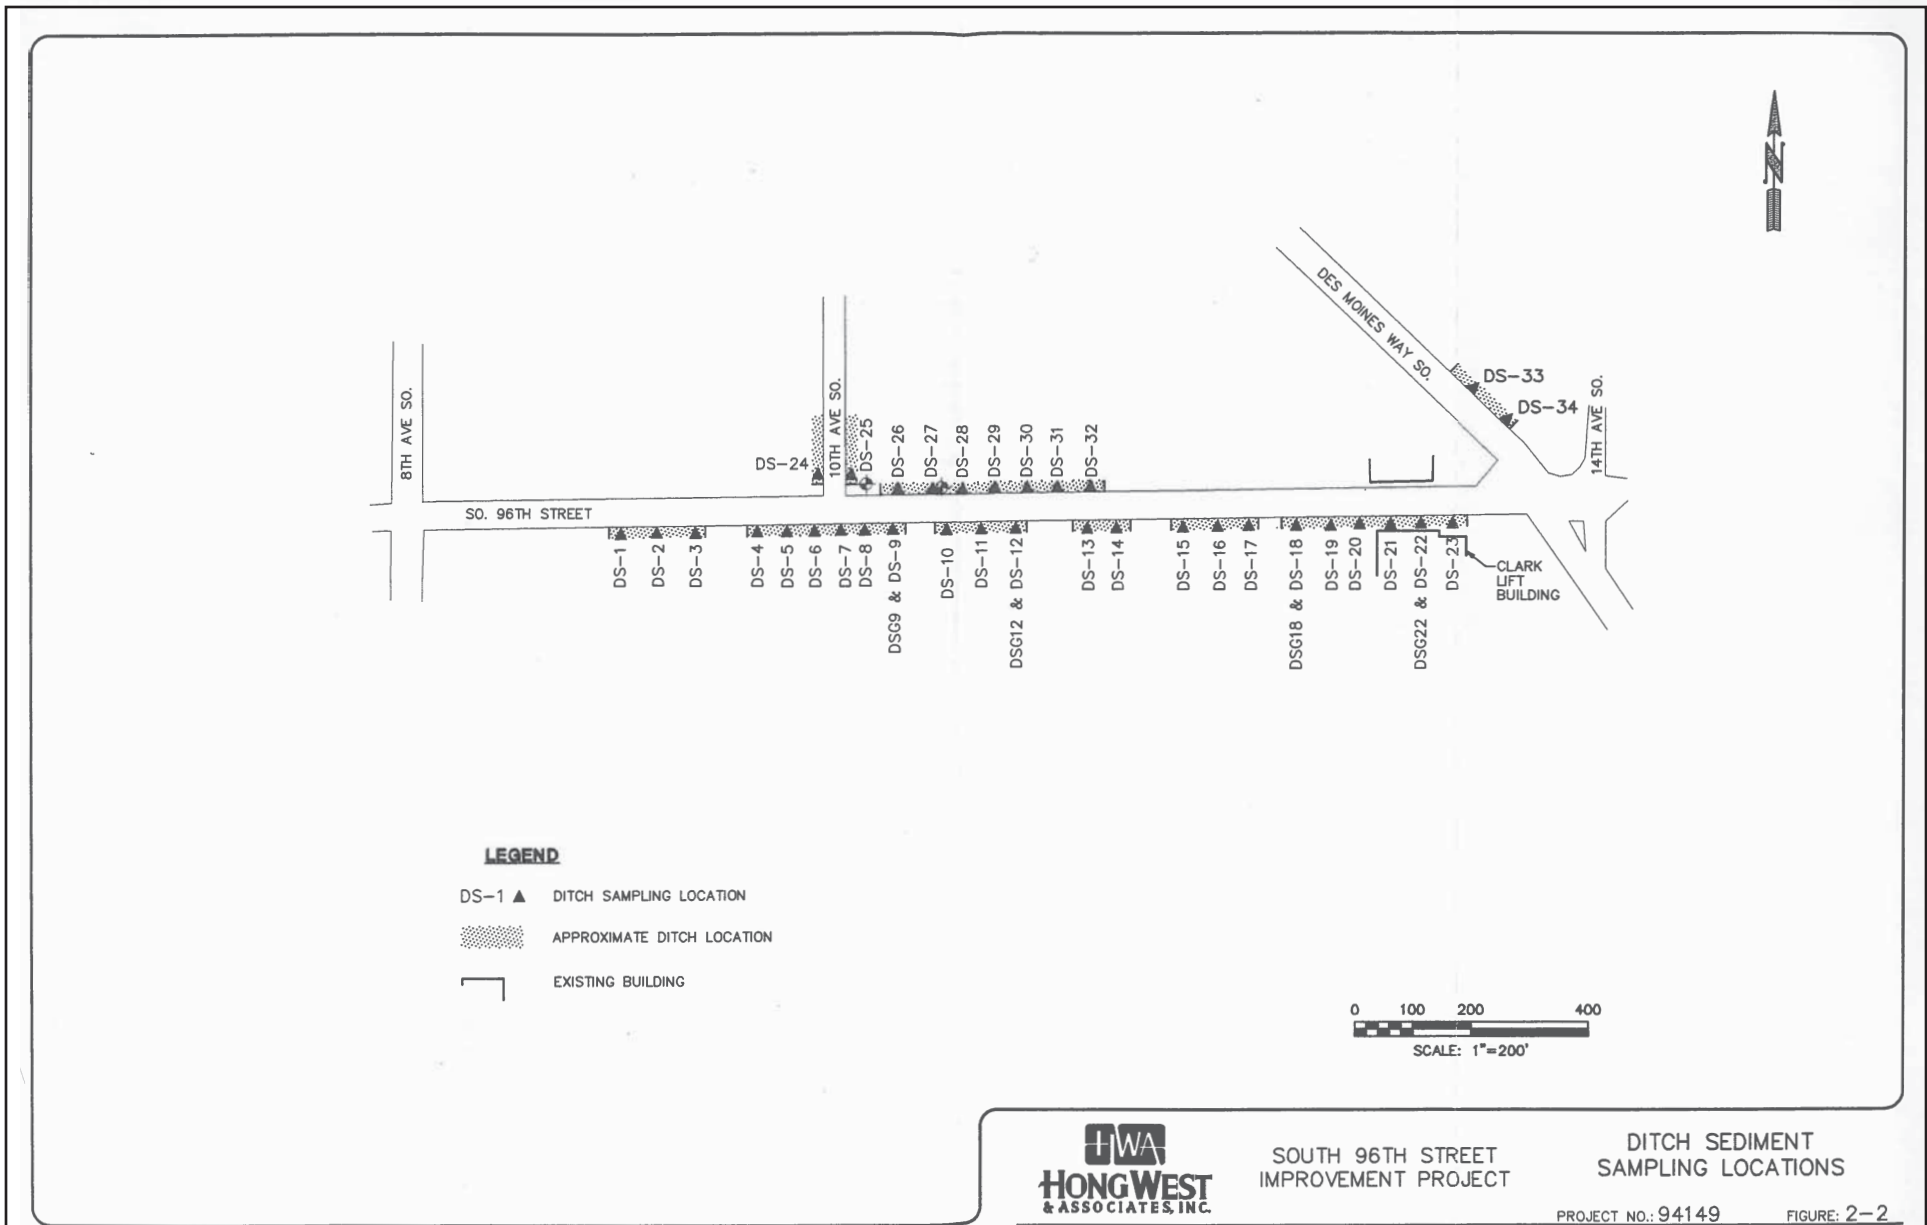 N
DES MOINES WAY SO.
DS-33
DS-34
14TH AVE SO.
8TH AVE SO.
10TH AVE SO.
DS-24
DS-25
DS-26
DS-27
DS-28
DS-29
DS-30
DS-31
DS-32
SO. 96TH STREET
DS-1
DS-2
DS-3
DS-4
DS-5
DS-6
DS-7
DS-8
DSG9 & DS-9
DS-10
DS-11
DSG12 & DS-12
DS-13
DS-14
DS-15
DS-16
DS-17
DSG18 & DS-18
DS-19
DS-20
DS-21
DSG22 & DS-22
DS-23
CLARK
LIFT
BUILDING
LEGEND
DS-1 ▲ DITCH SAMPLING LOCATION
APPROXIMATE DITCH LOCATION
EXISTING BUILDING
0 100 200 400
SCALE: 1"=200'
HWA
HONGWEST
& ASSOCIATES, INC.
SOUTH 96TH STREET
IMPROVEMENT PROJECT
DITCH SEDIMENT
SAMPLING LOCATIONS
PROJECT NO.: 94149 FIGURE: 2-2